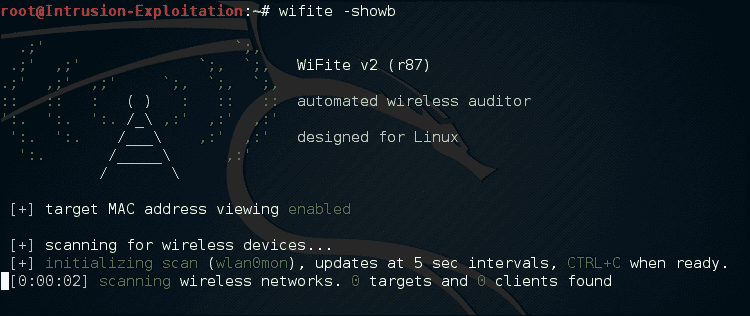 root@Intrusion-Exploitation:~# wifite -showb
WiFite v2 (r87)
automated wireless auditor
designed for Linux
[+] target MAC address viewing enabled
[+] scanning for wireless devices...
[+] initializing scan (wlan0mon), updates at 5 sec intervals, CTRL+C when ready.
[0:00:02] scanning wireless networks. 0 targets and 0 clients found